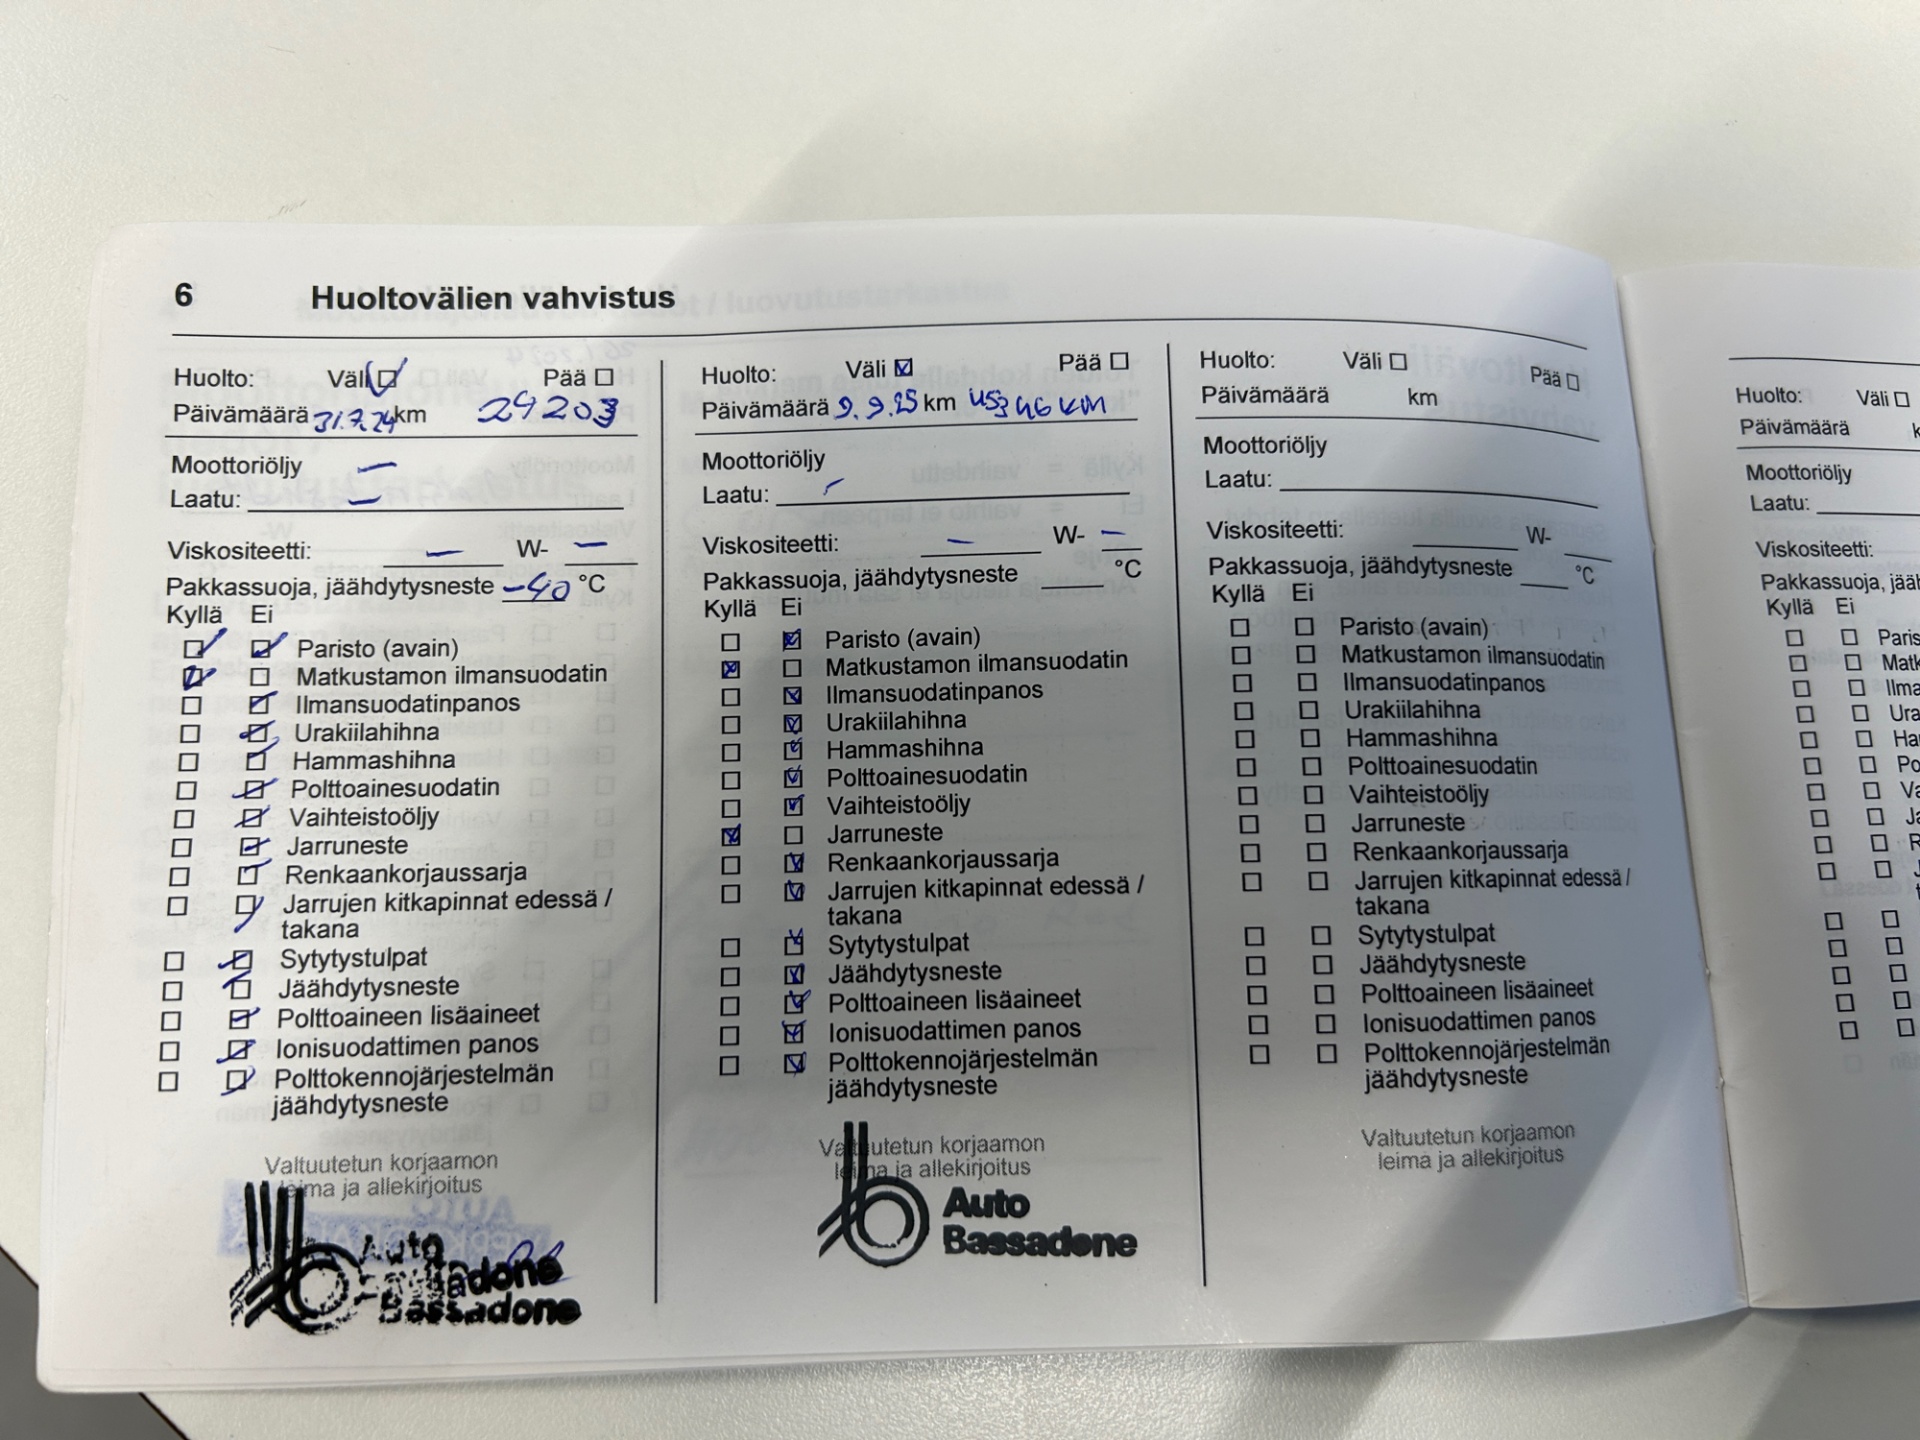 6 Huoltovälien vahvistus
Huolto: Väli Pää
Päivämäärä 31.7.24 km 29203
Moottoriöljy –
Laatu: –
Viskositeetti: – W- –
Pakkassuoja, jäähdytysneste -40 °C
Kyllä Ei
Paristo (avain)
Matkustamon ilmansuodatin
Ilmansuodatinpanos
Urakiilahihna
Hammashihna
Polttoainesuodatin
Vaihteistoöljy
Jarruneste
Renkaankorjaussarja
Jarrujen kitkapinnat edessä /
takana
Sytytystulpat
Jäähdytysneste
Polttoaineen lisäaineet
Ionisuodattimen panos
Polttokennojärjestelmän
jäähdytysneste
Valtuutetun korjaamon
leima ja allekirjoitus
Auto
Bassadone
Huolto: Väli Pää
Päivämäärä 9.9.25 km 45346 KM
Moottoriöljy
Laatu: –
Viskositeetti: – W- –
Pakkassuoja, jäähdytysneste °C
Kyllä Ei
Paristo (avain)
Matkustamon ilmansuodatin
Ilmansuodatinpanos
Urakiilahihna
Hammashihna
Polttoainesuodatin
Vaihteistoöljy
Jarruneste
Renkaankorjaussarja
Jarrujen kitkapinnat edessä /
takana
Sytytystulpat
Jäähdytysneste
Polttoaineen lisäaineet
Ionisuodattimen panos
Polttokennojärjestelmän
jäähdytysneste
Valtuutetun korjaamon
leima ja allekirjoitus
Auto
Bassadone
Huolto: Väli Pää
Päivämäärä km
Moottoriöljy
Laatu:
Viskositeetti: W-
Pakkassuoja, jäähdytysneste °C
Kyllä Ei
Paristo (avain)
Matkustamon ilmansuodatin
Ilmansuodatinpanos
Urakiilahihna
Hammashihna
Polttoainesuodatin
Vaihteistoöljy
Jarruneste
Renkaankorjaussarja
Jarrujen kitkapinnat edessä /
takana
Sytytystulpat
Jäähdytysneste
Polttoaineen lisäaineet
Ionisuodattimen panos
Polttokennojärjestelmän
jäähdytysneste
Valtuutetun korjaamon
leima ja allekirjoitus
Huolto: Väli
Päivämäärä
Moottoriöljy
Laatu:
Viskositeetti:
Pakkassuoja,
Kyllä Ei